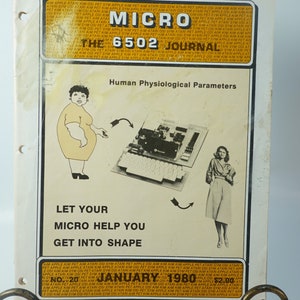 MICRO
THE 6502 JOURNAL
Human Physiological Parameters
LET YOUR
MICRO HELP YOU
GET INTO SHAPE
NO. 20 JANUARY 1980 $2.00